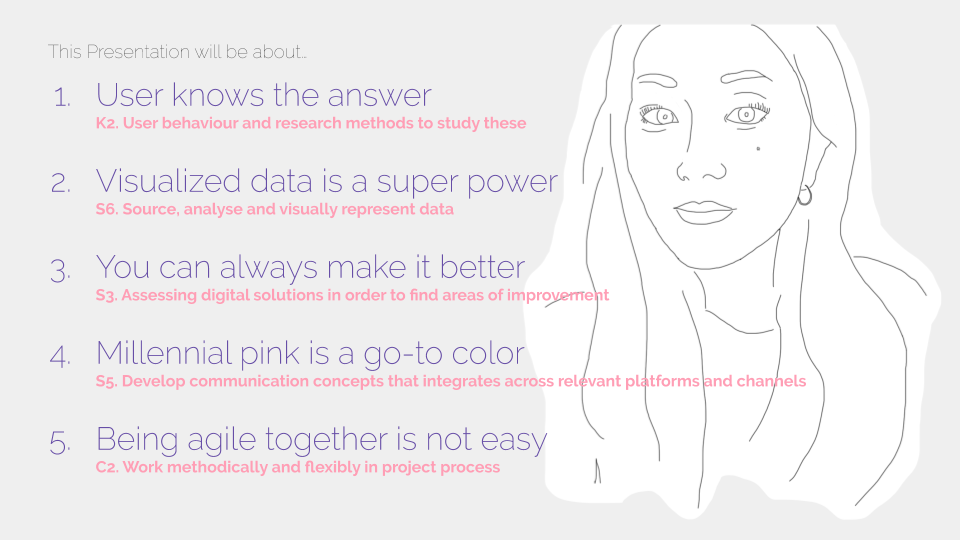 This Presentation will be about...
1. User knows the answer
K2. User behaviour and research methods to study these
2. Visualized data is a super power
S6. Source, analyse and visually represent data
3. You can always make it better
S3. Assessing digital solutions in order to find areas of improvement
4. Millennial pink is a go-to color
S5. Develop communication concepts that integrates across relevant platforms and channels
5. Being agile together is not easy
C2. Work methodically and flexibly in project process